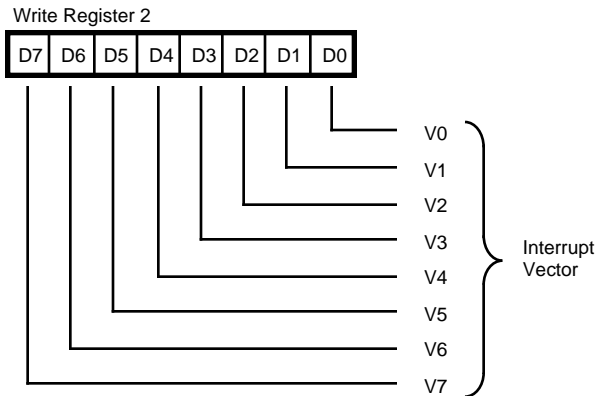 Write Register 2
D7 D6 D5 D4 D3 D2 D1 D0
V0
V1
V2
V3
V4
V5
V6
V7
Interrupt
Vector